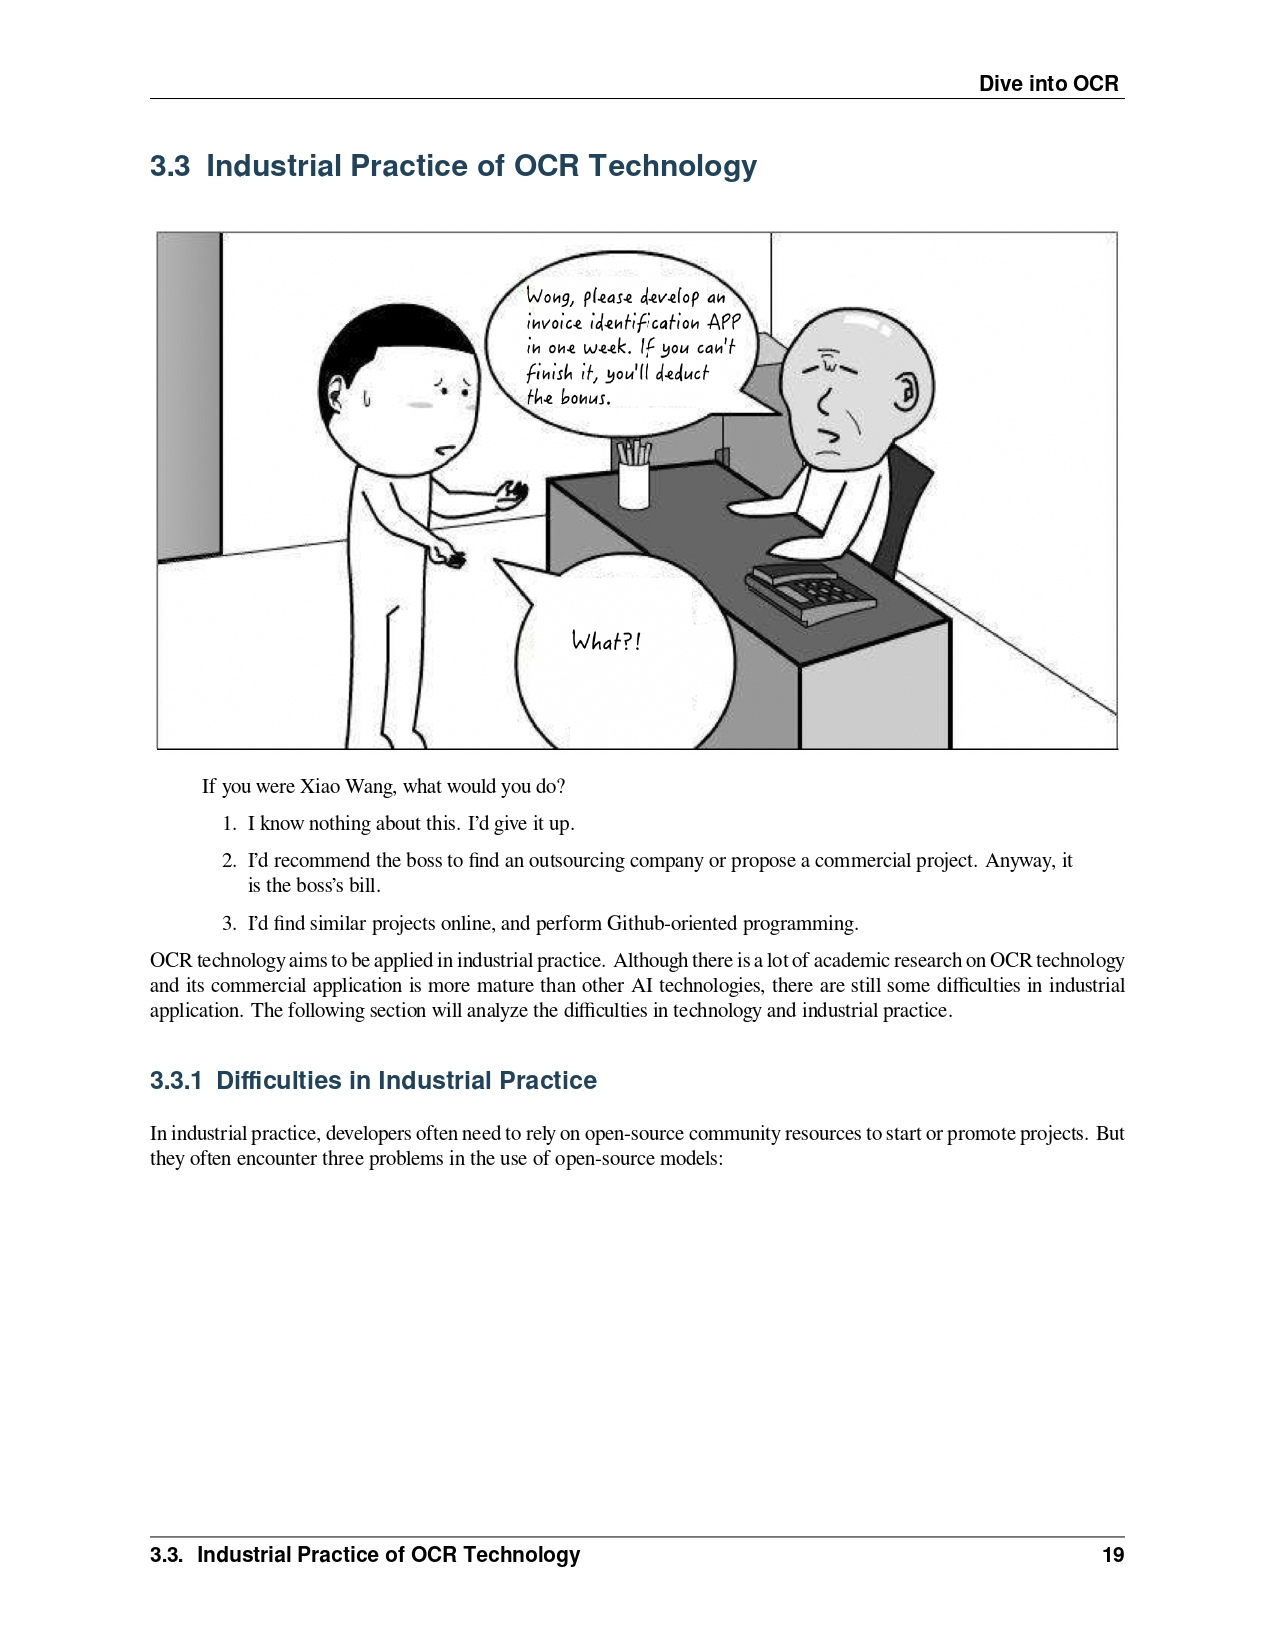 Dive into OCR
3.3 Industrial Practice of OCR Technology
Wong, please develop an
invoice identification APP
in one week. If you can't
finish it, you'll deduct
the bonus.
What?!
If you were Xiao Wang, what would you do?
1. I know nothing about this. I’d give it up.
2. I’d recommend the boss to find an outsourcing company or propose a commercial project. Anyway, it
is the boss’s bill.
3. I’d find similar projects online, and perform Github-oriented programming.
OCR technology aims to be applied in industrial practice. Although there is a lot of academic research on OCR technology
and its commercial application is more mature than other AI technologies, there are still some difficulties in industrial
application. The following section will analyze the difficulties in technology and industrial practice.
3.3.1 Difficulties in Industrial Practice
In industrial practice, developers often need to rely on open-source community resources to start or promote projects. But
they often encounter three problems in the use of open-source models:
3.3. Industrial Practice of OCR Technology 19